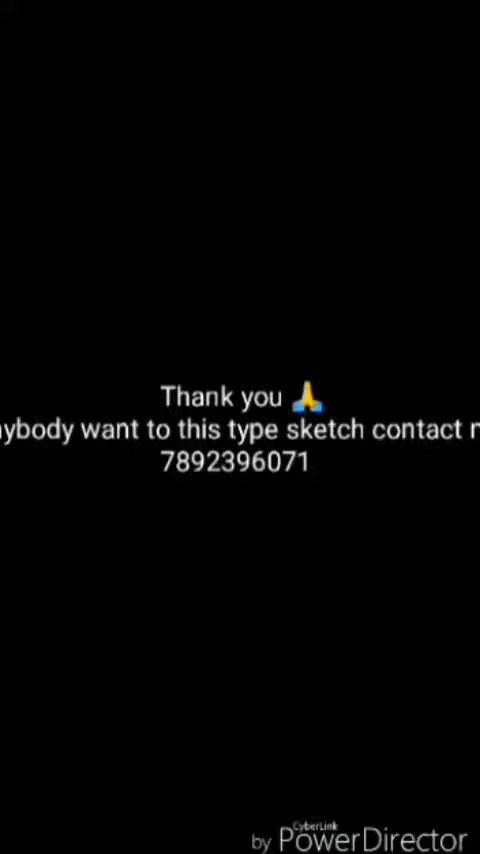 Thank you 🙏
ybody want to this type sketch contact
7892396071
CyberLink
by PowerDirector